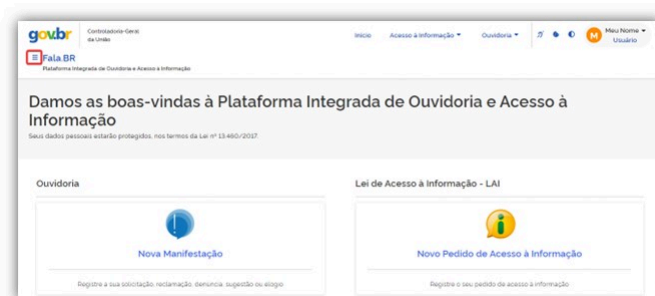 gov.br
Controladoria-Geral
da União
Início Acesso à Informação Ouvidoria
M
Meu Nome
Usuário
Fala.BR
Plataforma Integrada de Ouvidoria e Acesso à Informação
Damos as boas-vindas à Plataforma Integrada de Ouvidoria e Acesso à
Informação
Seus dados pessoais estarão protegidos, nos termos da Lei nº 13.460/2017.
Ouvidoria
Lei de Acesso à Informação - LAI
Nova Manifestação
Novo Pedido de Acesso à Informação
Registre a sua solicitação, reclamação, denúncia, sugestão ou elogio
Registre o seu pedido de acesso à informação